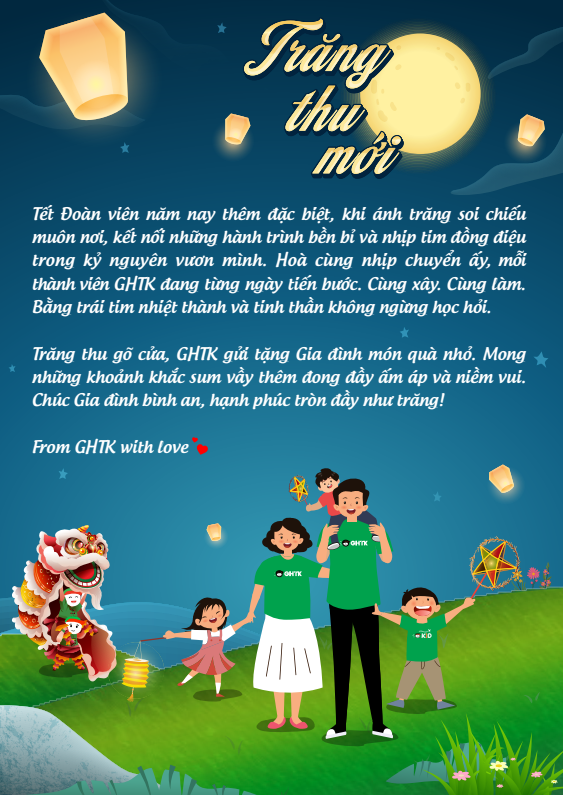 Trăng
thu
mới
Tết Đoàn viên năm nay thêm đặc biệt, khi ánh trăng soi chiếu
muôn nơi, kết nối những hành trình bền bỉ và nhịp tim đồng điệu
trong kỷ nguyên vươn mình. Hoà cùng nhịp chuyển ấy, mỗi
thành viên GHTK đang từng ngày tiến bước. Cùng xây. Cùng làm.
Bằng trái tim nhiệt thành và tinh thần không ngừng học hỏi.
Trăng thu gõ cửa, GHTK gửi tặng Gia đình món quà nhỏ. Mong
những khoảnh khắc sum vầy thêm đong đầy ấm áp và niềm vui.
Chúc Gia đình bình an, hạnh phúc tròn đầy như trăng!
From GHTK with love
GHTK
GHTK
KID